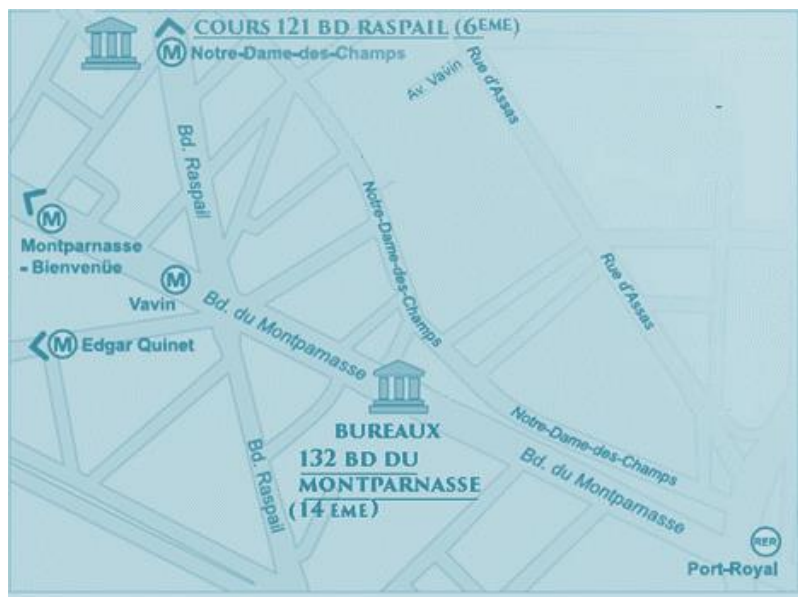 COURS 121 BD RASPAIL (6EME)
M Notre-Dame-des-Champs
Av. Vavin
Rue d'Assas
Bd. Raspail
Notre-Dame-des-Champs
M
Montparnasse
- Bienvenüe
M
Vavin
Bd. du Montparnasse
Rue d'Assas
M Edgar Quinet
BUREAUX
132 BD DU
MONTPARNASSE
(14 EME)
Bd. Raspail
Notre-Dame-des-Champs
Bd. du Montparnasse
RER
Port-Royal